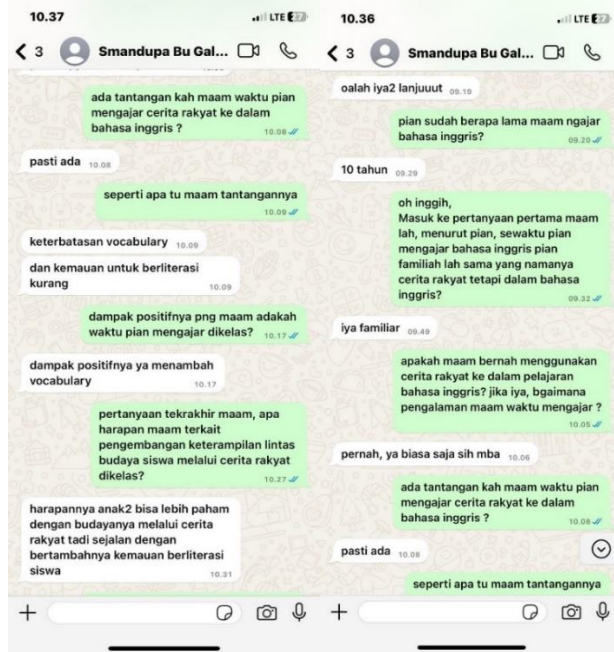 10.37
LTE 27
3
Smandupa Bu Gal...
ada tantangan kah maam waktu pian
mengajar cerita rakyat ke dalam
bahasa inggris ?
10.08
pasti ada 10.08
seperti apa tu maam tantangannya
10.09
keterbatasan vocabulary 10.09
dan kemauan untuk berliterasi
kurang
10.09
dampak positifnya png maam adakah
waktu pian mengajar dikelas? 10.17
dampak positifnya ya menambah
vocabulary
10.17
pertanyaan tekrakhir maam, apa
harapan maam terkait
pengembangan keterampilan lintas
budaya siswa melalui cerita rakyat
dikelas?
10.27
harapannya anak2 bisa lebih paham
dengan budayanya melalui cerita
rakyat tadi sejalan dengan
bertambahnya kemauan berliterasi
siswa
10.31
10.36
LTE 27
3
Smandupa Bu Gal...
oalah iya2 lanjuuut 09.19
pian sudah berapa lama maam ngajar
bahasa inggris?
09.20
10 tahun 09.29
oh inggih,
Masuk ke pertanyaan pertama maam
lah, menurut pian, sewaktu pian
mengajar bahasa inggris pian
familiah lah sama yang namanya
cerita rakyat tetapi dalam bahasa
inggris?
09.32
iya familiar 09.49
apakah maam bernah menggunakan
cerita rakyat ke dalam pelajaran
bahasa inggris? jika iya, bgaimana
pengalaman maam waktu mengajar ?
10.05
pernah, ya biasa saja sih mba 10.06
ada tantangan kah maam waktu pian
mengajar cerita rakyat ke dalam
bahasa inggris ?
10.08
pasti ada 10.08
seperti apa tu maam tantangannya